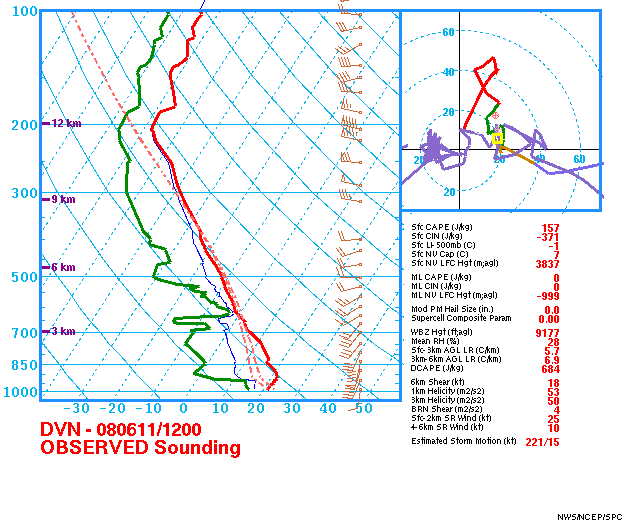 100
200
300
400
500
700
850
1000
12 km
9 km
6 km
3 km
-30 -20 -10 0 10 20 30 40 50
60
40
20
20
20 20 40 60
DVN - 080611/1200
OBSERVED Sounding
Sfc CAPE (J/kg) 157
Sfc CIN (J/kg) -371
Sfc LI-500mb (C) -1
Sfc NV Cap (C) 7
Sfc NV LFC Hgt (m;agl) 3837
ML CAPE (J/kg) 0
ML CIN (J/kg) 0
ML NV LFC Hgt (m;agl) -999
Mod PM Hail Size (in.) 0.0
Supercell Composite Param 0.00
WBZ Hgt (ft;agl) 9177
Mean RH (%) 28
Sfc-3km AGL LR (C/km) 5.7
3km-6km AGL LR (C/km) 6.9
DCAPE (J/kg) 684
6km Shear (kt) 18
1km Helicity (m2/s2) 53
3km Helicity (m2/s2) 50
BRN Shear (m2/s2) 4
Sfc-2km SR Wind (kt) 25
4-6km SR Wind (kt) 10
Estimated Storm Motion (kt) 221/15
NWS/NCEP/SPC